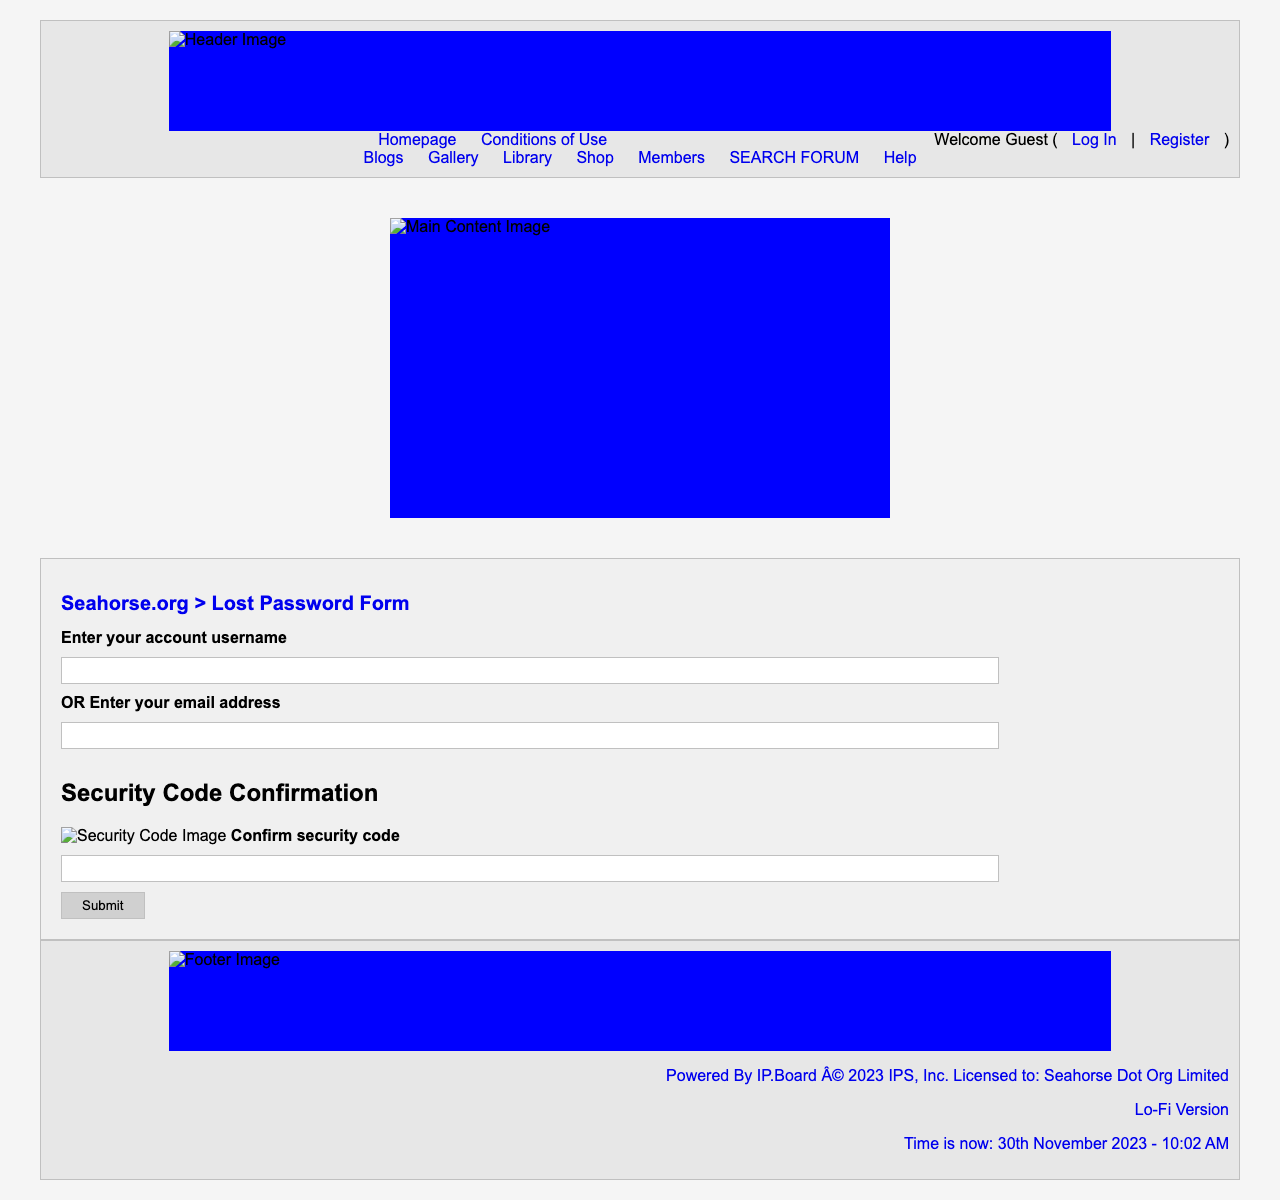 Header Image
Homepage Conditions of Use
Welcome Guest ( Log In | Register )
Blogs Gallery Library Shop Members SEARCH FORUM Help
Main Content Image
Seahorse.org > Lost Password Form
Enter your account username
OR Enter your email address
Security Code Confirmation
Security Code Image Confirm security code
Submit
Footer Image
Powered By IP.Board Â© 2023 IPS, Inc. Licensed to: Seahorse Dot Org Limited
Lo-Fi Version
Time is now: 30th November 2023 - 10:02 AM